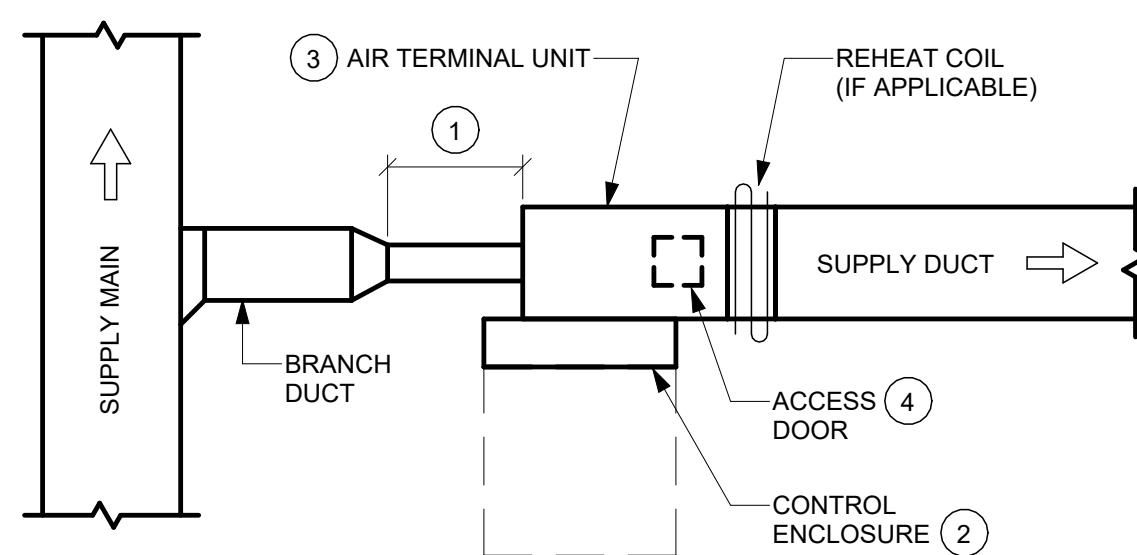 3 AIR TERMINAL UNIT
REHEAT COIL
(IF APPLICABLE)
1
SUPPLY MAIN
SUPPLY DUCT
BRANCH
DUCT
ACCESS 4
DOOR
CONTROL
ENCLOSURE 2